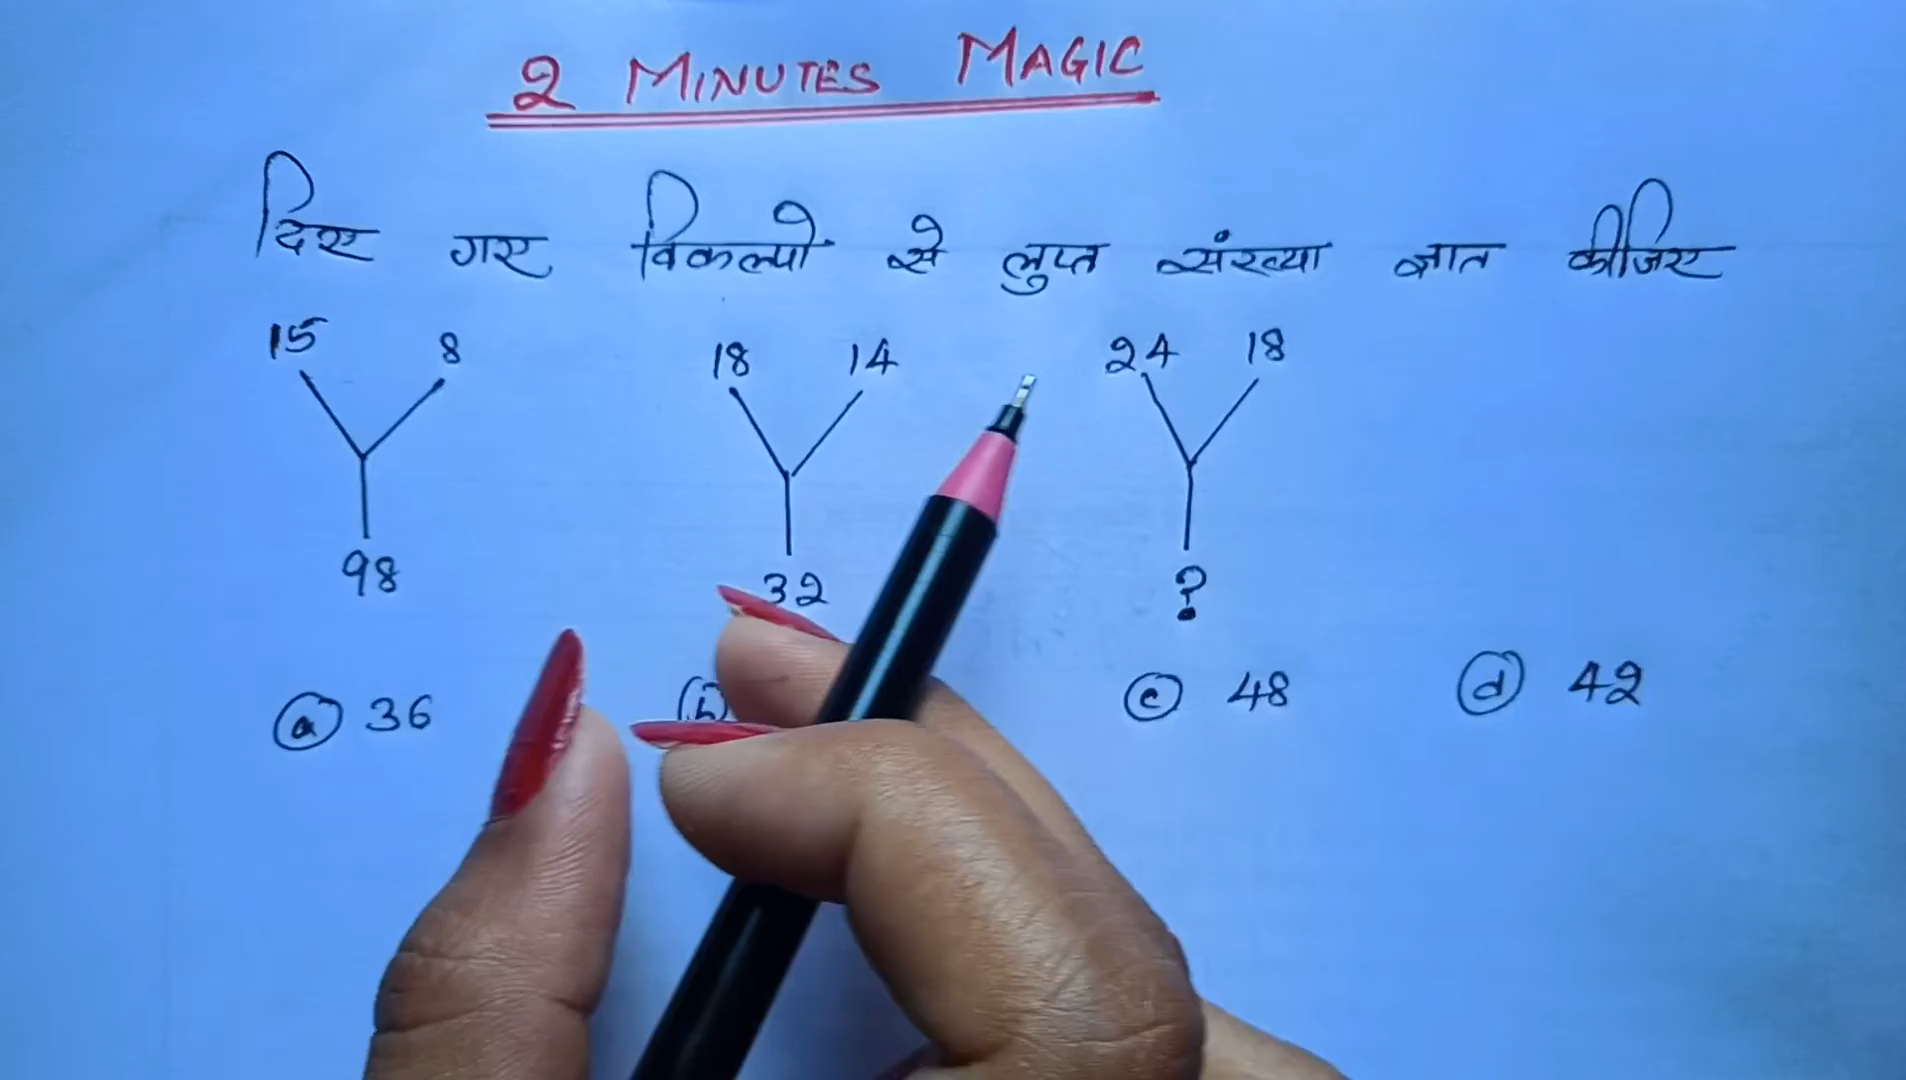 2 MINUTES MAGIC
दिए गए विकल्पो से लुप्त संख्या ज्ञात कीजिए
15 8 18 14 24 18
98 32 ?
a 36 b c 48 d 42